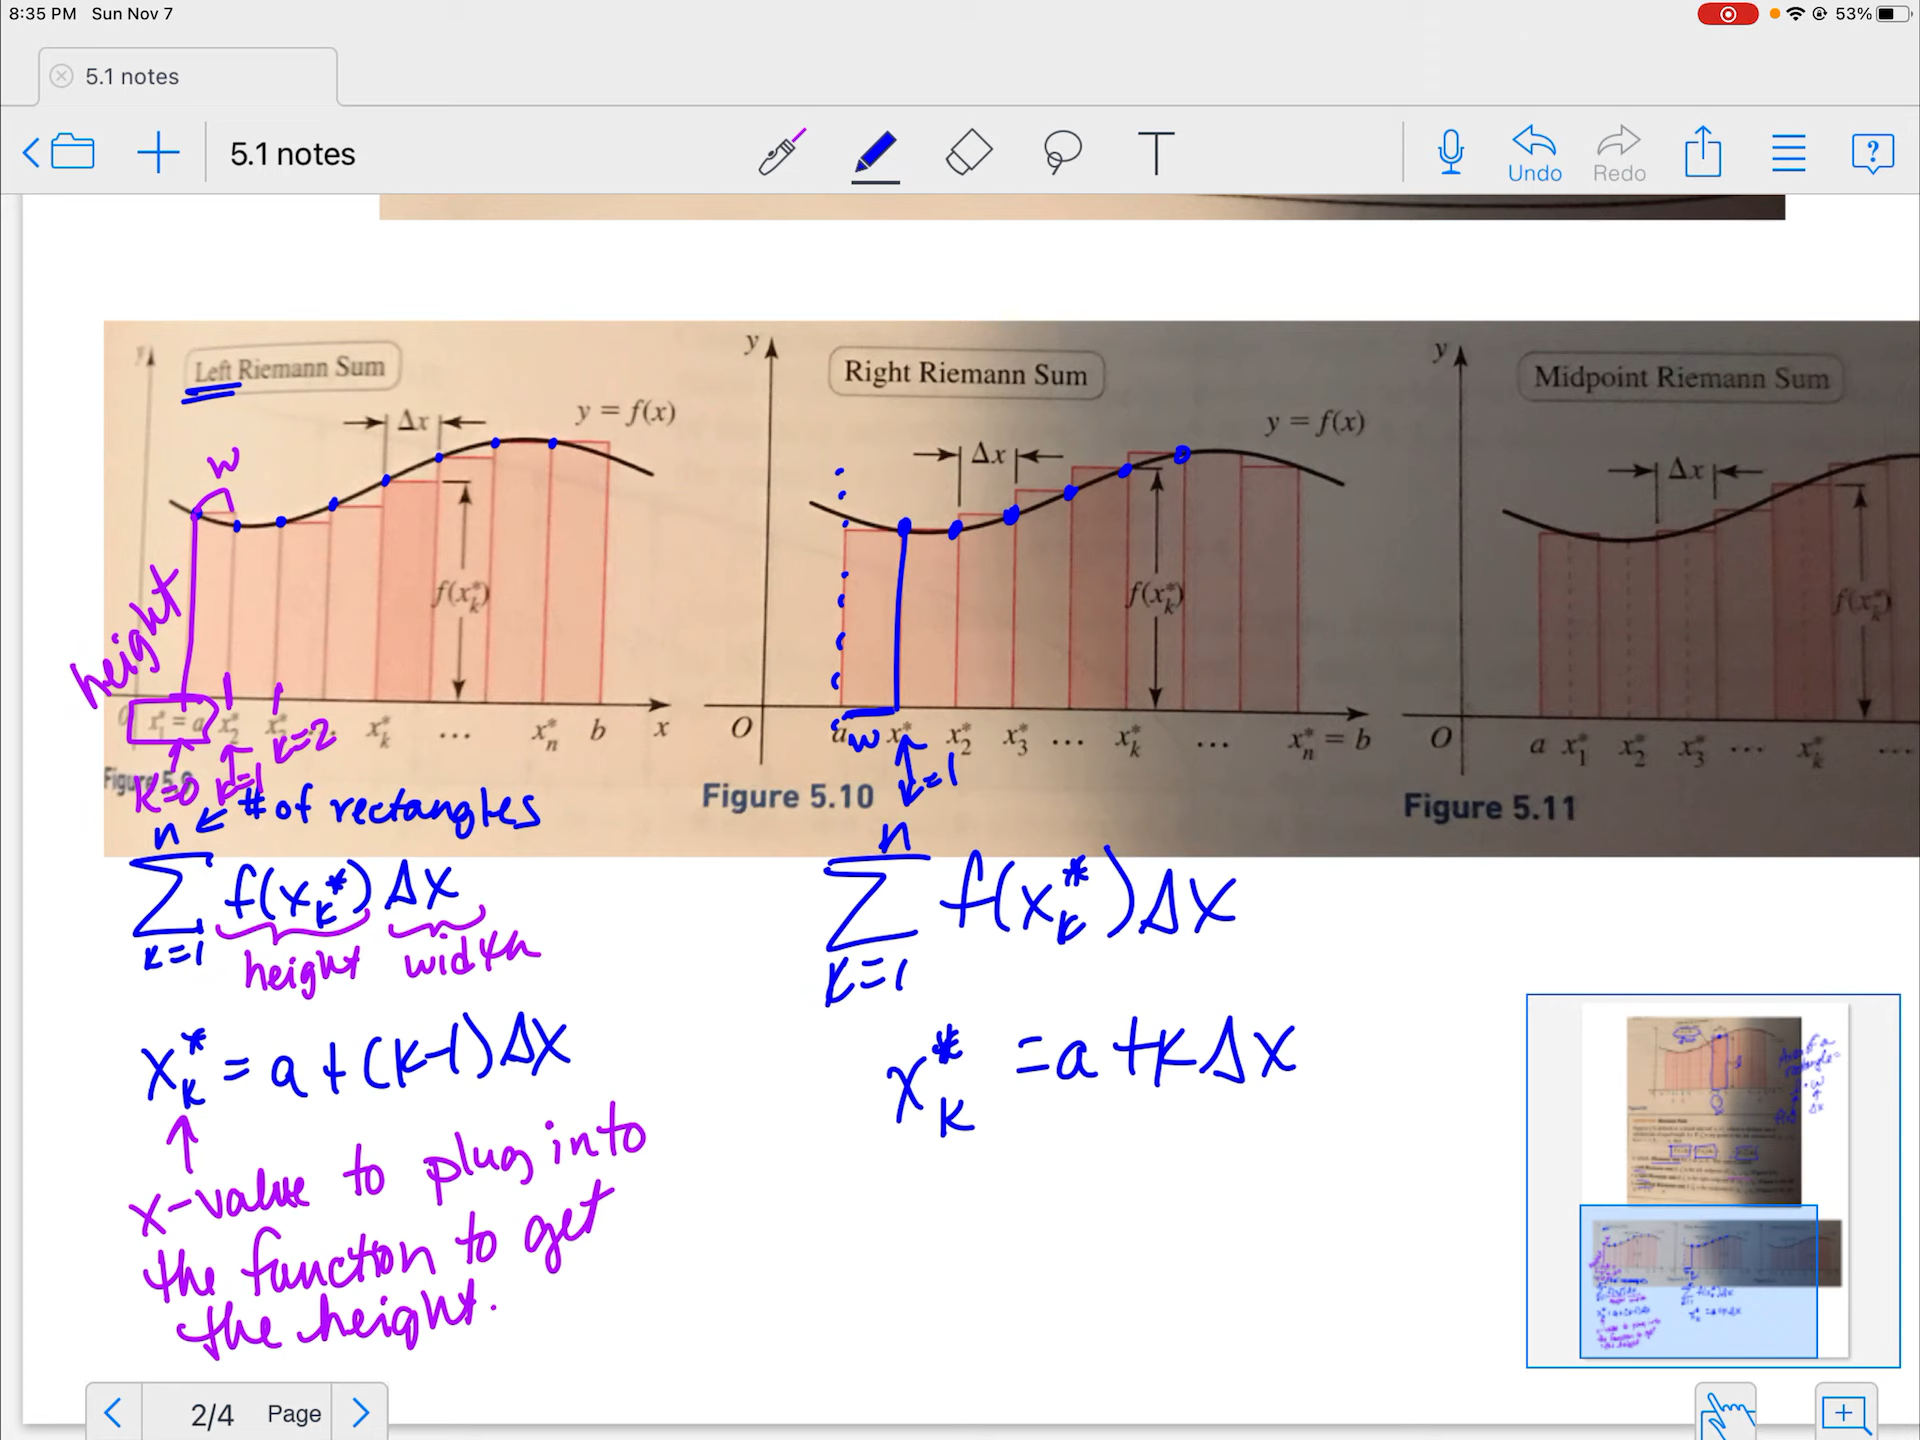 8:35 PM Sun Nov 7
53%
5.1 notes
5.1 notes
Undo
Redo
Left Riemann Sum
y
Δx
y = f(x)
w
height
f(x*k)
x*1 = a x*2 x*k ... x*n b x
k=0 k=1 k=2
Right Riemann Sum
y
Δx
y = f(x)
f(x*k)
O a w x* x*2 x*3 ... x*k ... x*n = b
k=1
Figure 5.10
Midpoint Riemann Sum
y
Δx
f(x*k)
O a x*1 x*2 x*3 ... x*k ...
Figure 5.11
n ← # of rectangles
∑ f(x*k) Δx
k=1 height width
x*k = a + (k-1) Δx
x-value to plug into
the function to get
the height.
n
∑ f(x*k) Δx
k=1
x*k = a + k Δx
2/4 Page